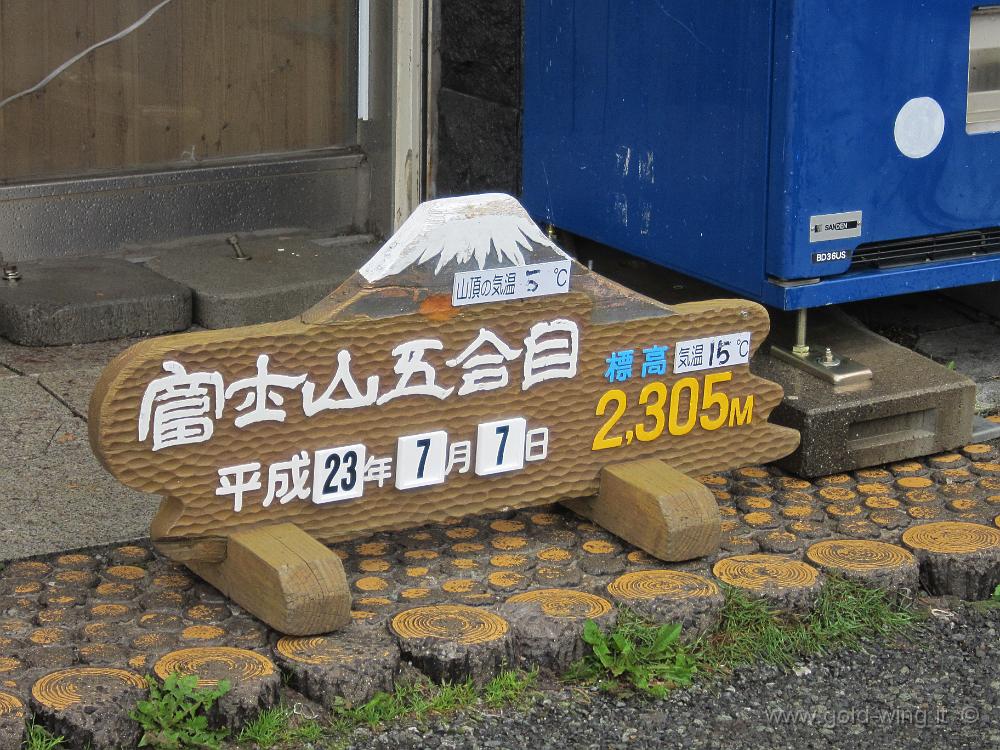 山頂の気温 5 ℃
富士山五合目
標高 気温 15 ℃
2,305M
平成23年7月7日
SANDEN
BD36US
www.gold-wing.it ©